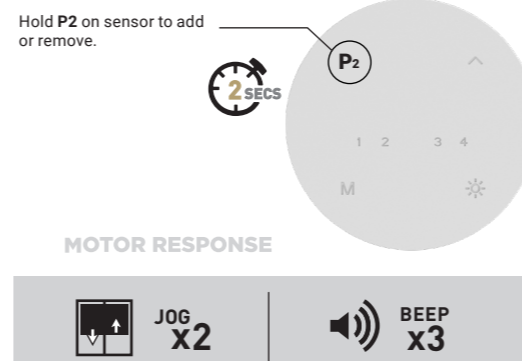 Hold P2 on sensor to add
or remove.
P2
2 SECS
1 2 3 4
M
MOTOR RESPONSE
JOG
X2
BEEP
X3